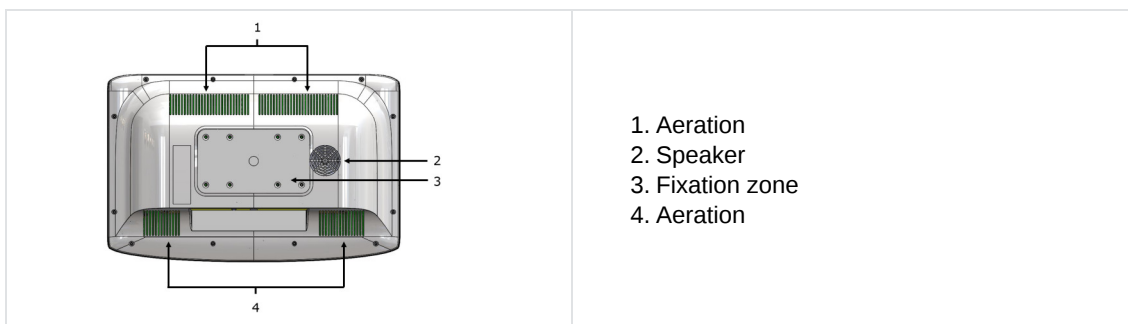 1
2
3
4
1. Aeration
2. Speaker
3. Fixation zone
4. Aeration